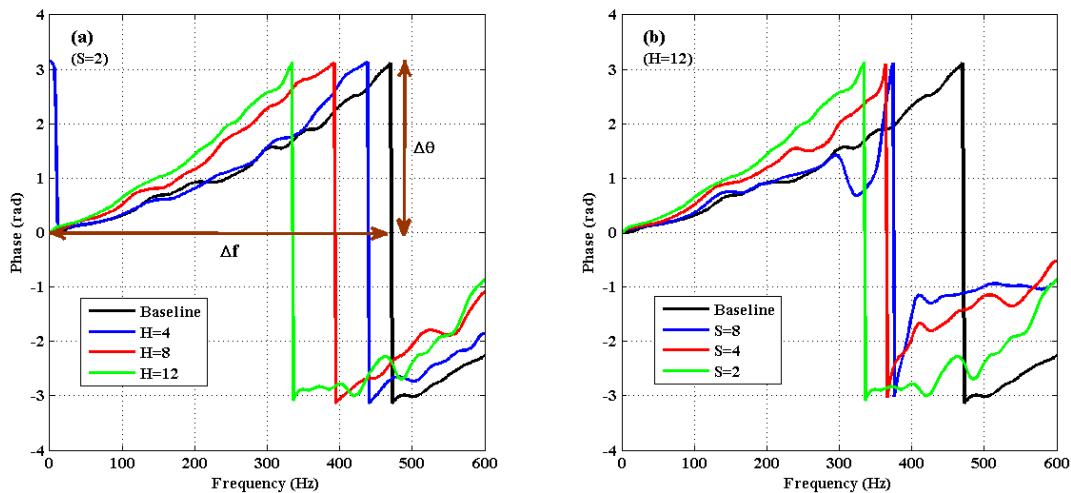 (a)
(S=2)
4
3
2
1
0
-1
-2
-3
-4
Phase (rad)
Δθ
Δf
Baseline
H=4
H=8
H=12
0 100 200 300 400 500 600
Frequency (Hz)
(b)
(H=12)
4
3
2
1
0
-1
-2
-3
-4
Phase (rad)
Baseline
S=8
S=4
S=2
0 100 200 300 400 500 600
Frequency (Hz)